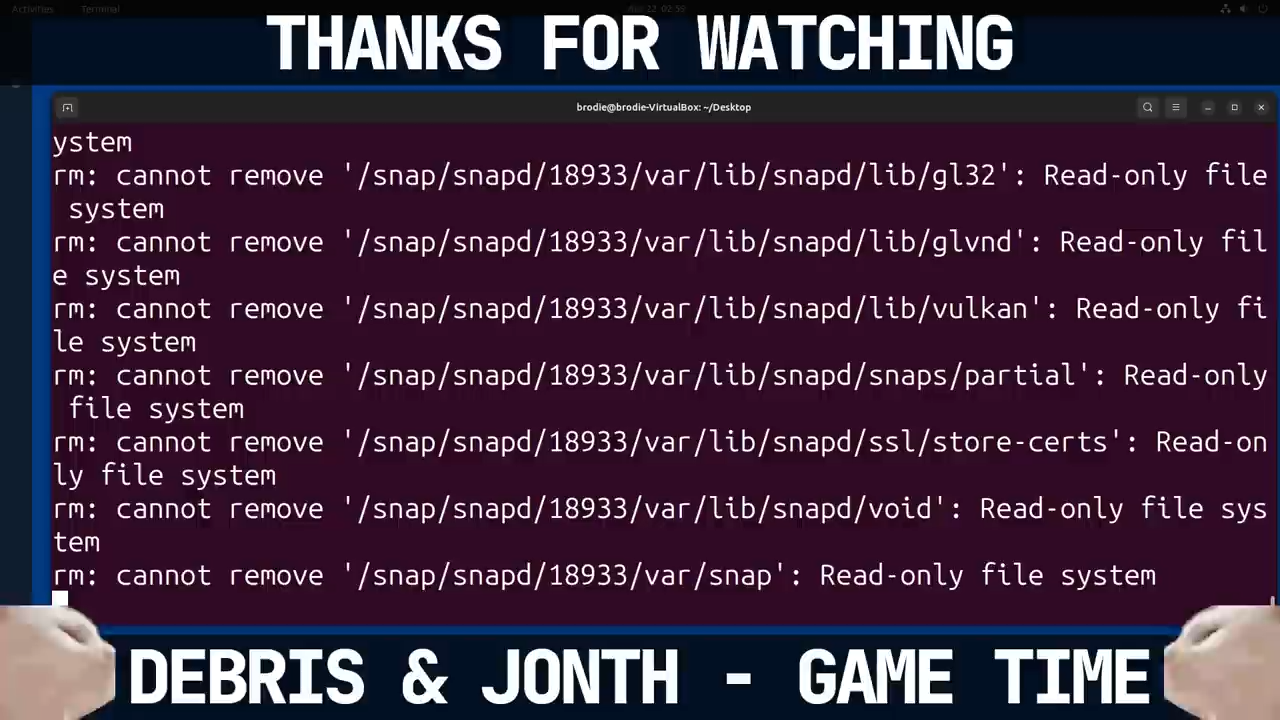 Activities Terminal
THANKS FOR WATCHING
brodie@brodie-VirtualBox: ~/Desktop
ystem
rm: cannot remove '/snap/snapd/18933/var/lib/snapd/lib/gl32': Read-only file
 system
rm: cannot remove '/snap/snapd/18933/var/lib/snapd/lib/glvnd': Read-only fil
e system
rm: cannot remove '/snap/snapd/18933/var/lib/snapd/lib/vulkan': Read-only fi
le system
rm: cannot remove '/snap/snapd/18933/var/lib/snapd/snaps/partial': Read-only
 file system
rm: cannot remove '/snap/snapd/18933/var/lib/snapd/ssl/store-certs': Read-on
ly file system
rm: cannot remove '/snap/snapd/18933/var/lib/snapd/void': Read-only file sys
tem
rm: cannot remove '/snap/snapd/18933/var/snap': Read-only file system
DEBRIS & JONTH - GAME TIME